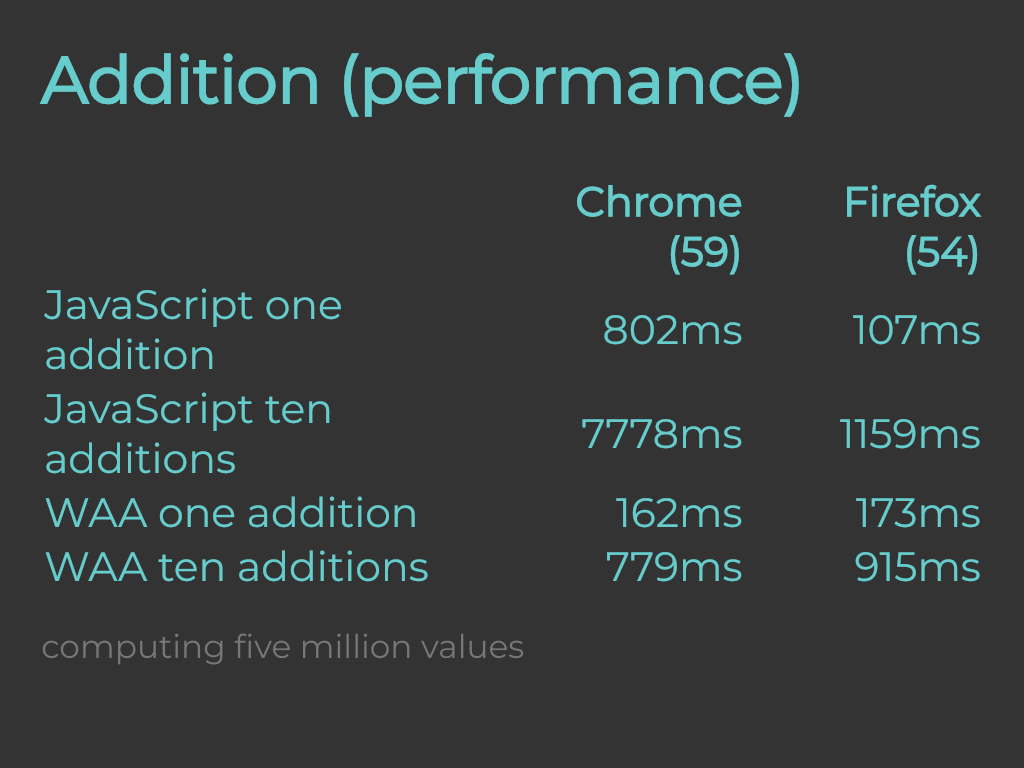 Addition (performance)
Chrome Firefox
(59) (54)
JavaScript one
addition 802ms 107ms
JavaScript ten
additions 7778ms 1159ms
WAA one addition 162ms 173ms
WAA ten additions 779ms 915ms
computing five million values